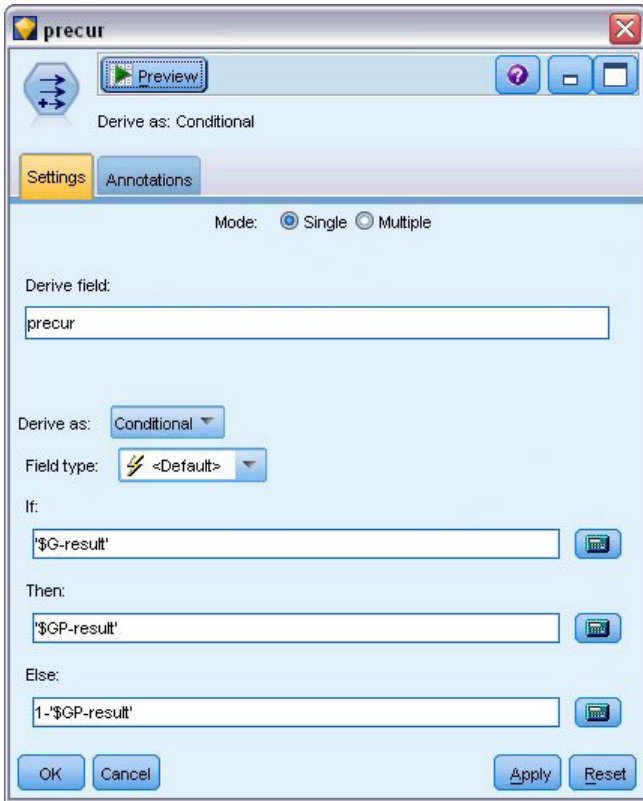 precur
Preview
Derive as: Conditional
Settings Annotations
Mode: Single Multiple
Derive field:
precur
Derive as: Conditional
Field type: <Default>
If:
'$G-result'
Then:
'$GP-result'
Else:
1-'$GP-result'
OK Cancel Apply Reset